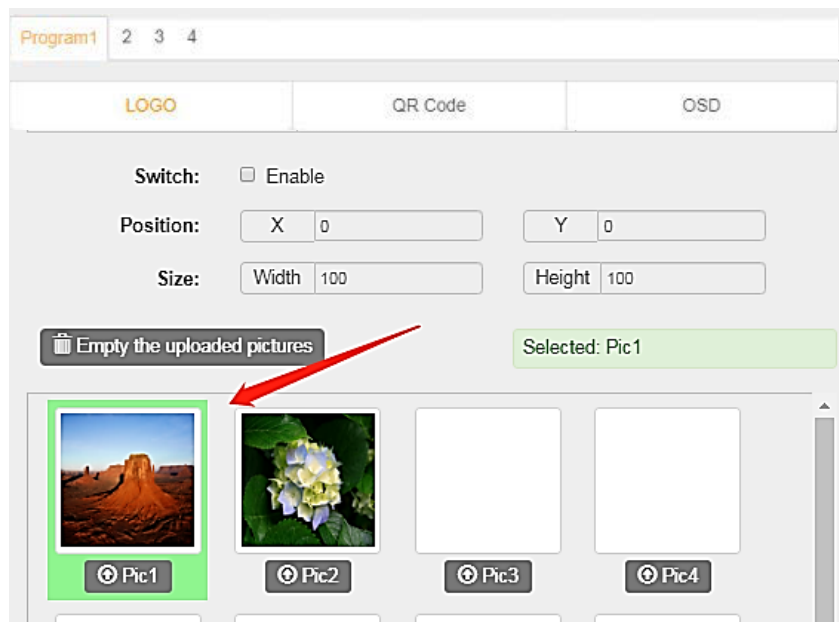 Program1 2 3 4
LOGO QR Code OSD
Switch: Enable
Position: X 0 Y 0
Size: Width 100 Height 100
Empty the uploaded pictures Selected: Pic1
Pic1 Pic2 Pic3 Pic4